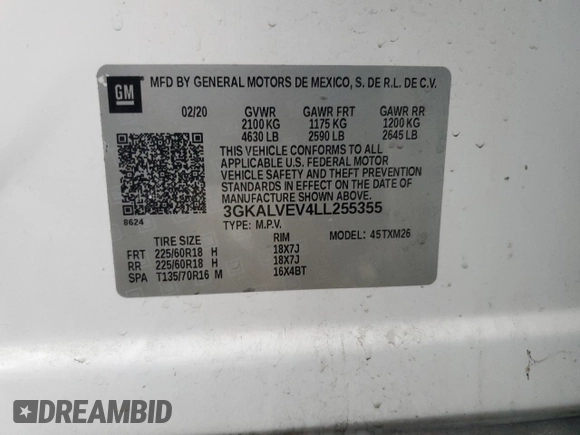 GM
MFD BY GENERAL MOTORS DE MEXICO, S. DE R.L. DE C.V.
02/20 GVWR GAWR FRT GAWR RR
2100 KG 1175 KG 1200 KG
4630 LB 2590 LB 2645 LB
THIS VEHICLE CONFORMS TO ALL
APPLICABLE U.S. FEDERAL MOTOR
VEHICLE SAFETY AND THEFT PREVENTION
STANDARDS IN EFFECT ON THE DATE OF
MANUFACTURE SHOWN ABOVE.
3GKALVEV4LL255355
8624
TYPE: M.P.V.
MODEL: 45TXM26
TIRE SIZE RIM
FRT 225/60R18 H 18X7J
RR 225/60R18 H 18X7J
SPA T135/70R16 M 16X4BT
DREAMBID